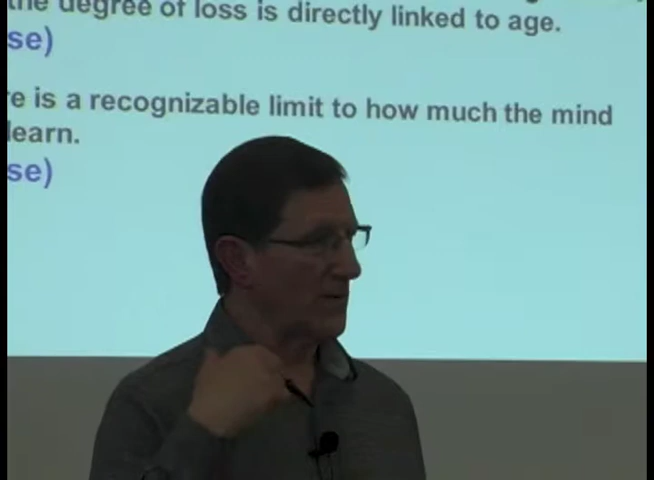 the degree of loss is directly linked to age.
se)
e is a recognizable limit to how much the mind
learn.
se)